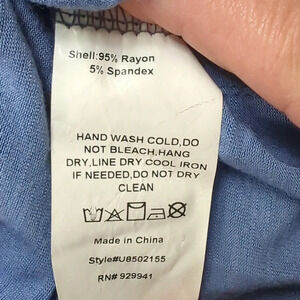 Shell:95% Rayon
5% Spandex
HAND WASH COLD,DO
NOT BLEACH,HANG
DRY,LINE DRY COOL IRON
IF NEEDED,DO NOT DRY
CLEAN
Made in China
Style#U8502155
RN# 929941